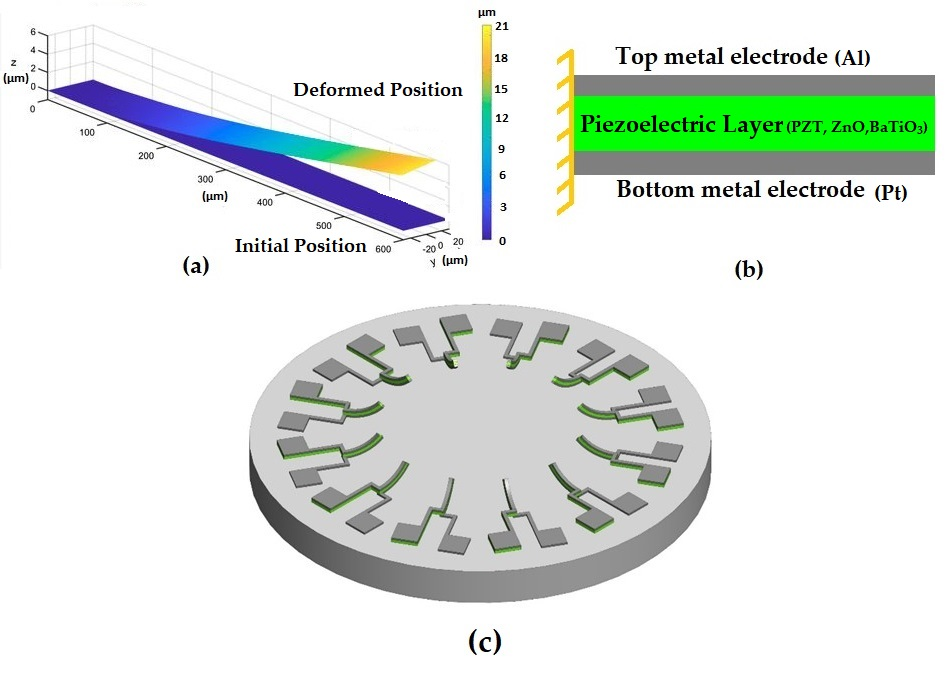 6
4
2
0
z
(µm)
0
100
200
300
400
500
600
(µm)
-20
0
20
y (µm)
Deformed Position
Initial Position
(a)
µm
21
18
15
12
9
6
3
0
Top metal electrode (Al)
Piezoelectric Layer (PZT, ZnO,BaTiO₃)
Bottom metal electrode (Pt)
(b)
(c)